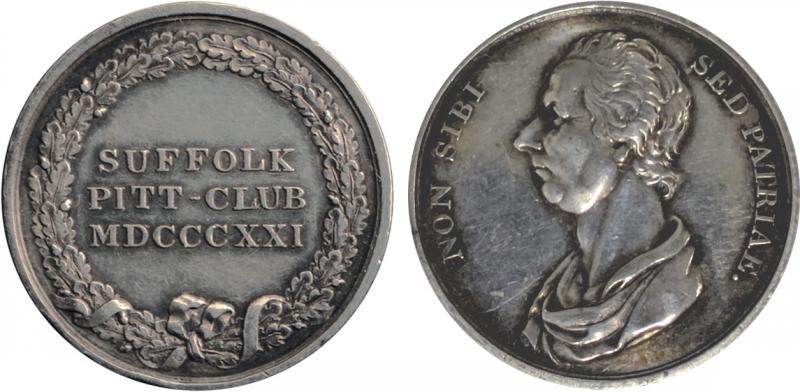 SUFFOLK
PITT-CLUB
MDCCCXXI
NON SIBI SED PATRIAE.